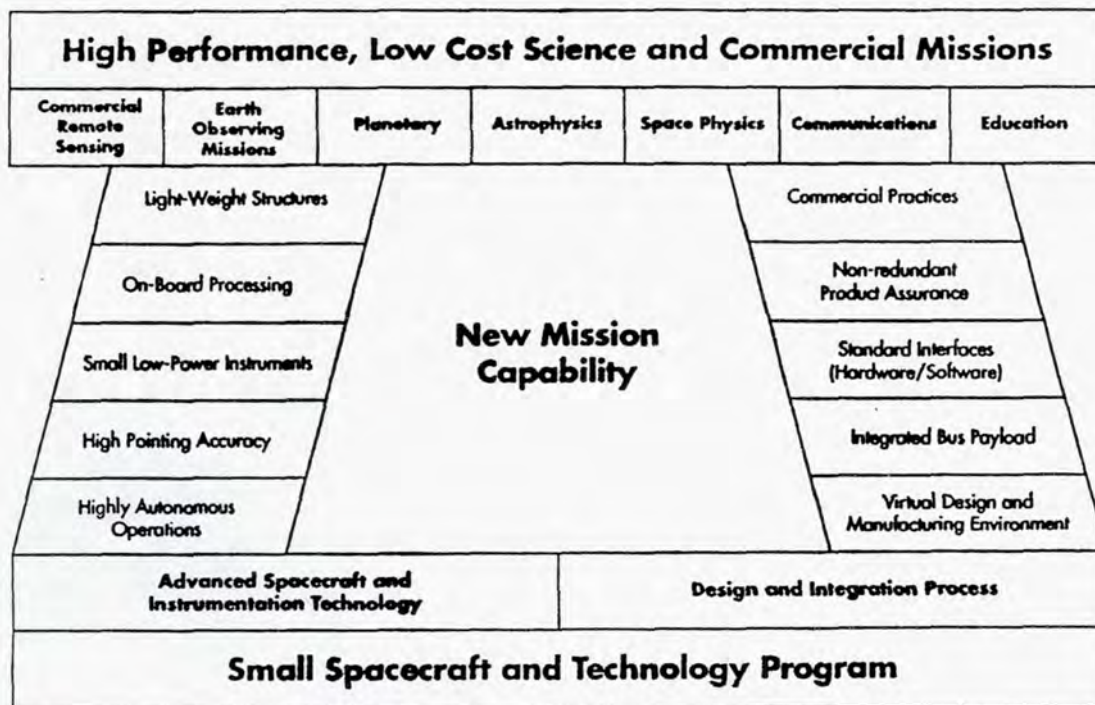 High Performance, Low Cost Science and Commercial Missions
Commercial
Remote
Sensing
Earth
Observing
Missions
Planetary
Astrophysics
Space Physics
Communications
Education
Light-Weight Structures
On-Board Processing
Small Low-Power Instruments
High Pointing Accuracy
Highly Autonomous
Operations
New Mission
Capability
Commercial Practices
Non-redundant
Product Assurance
Standard Interfaces
(Hardware/Software)
Integrated Bus Payload
Virtual Design and
Manufacturing Environment
Advanced Spacecraft and
Instrumentation Technology
Design and Integration Process
Small Spacecraft and Technology Program